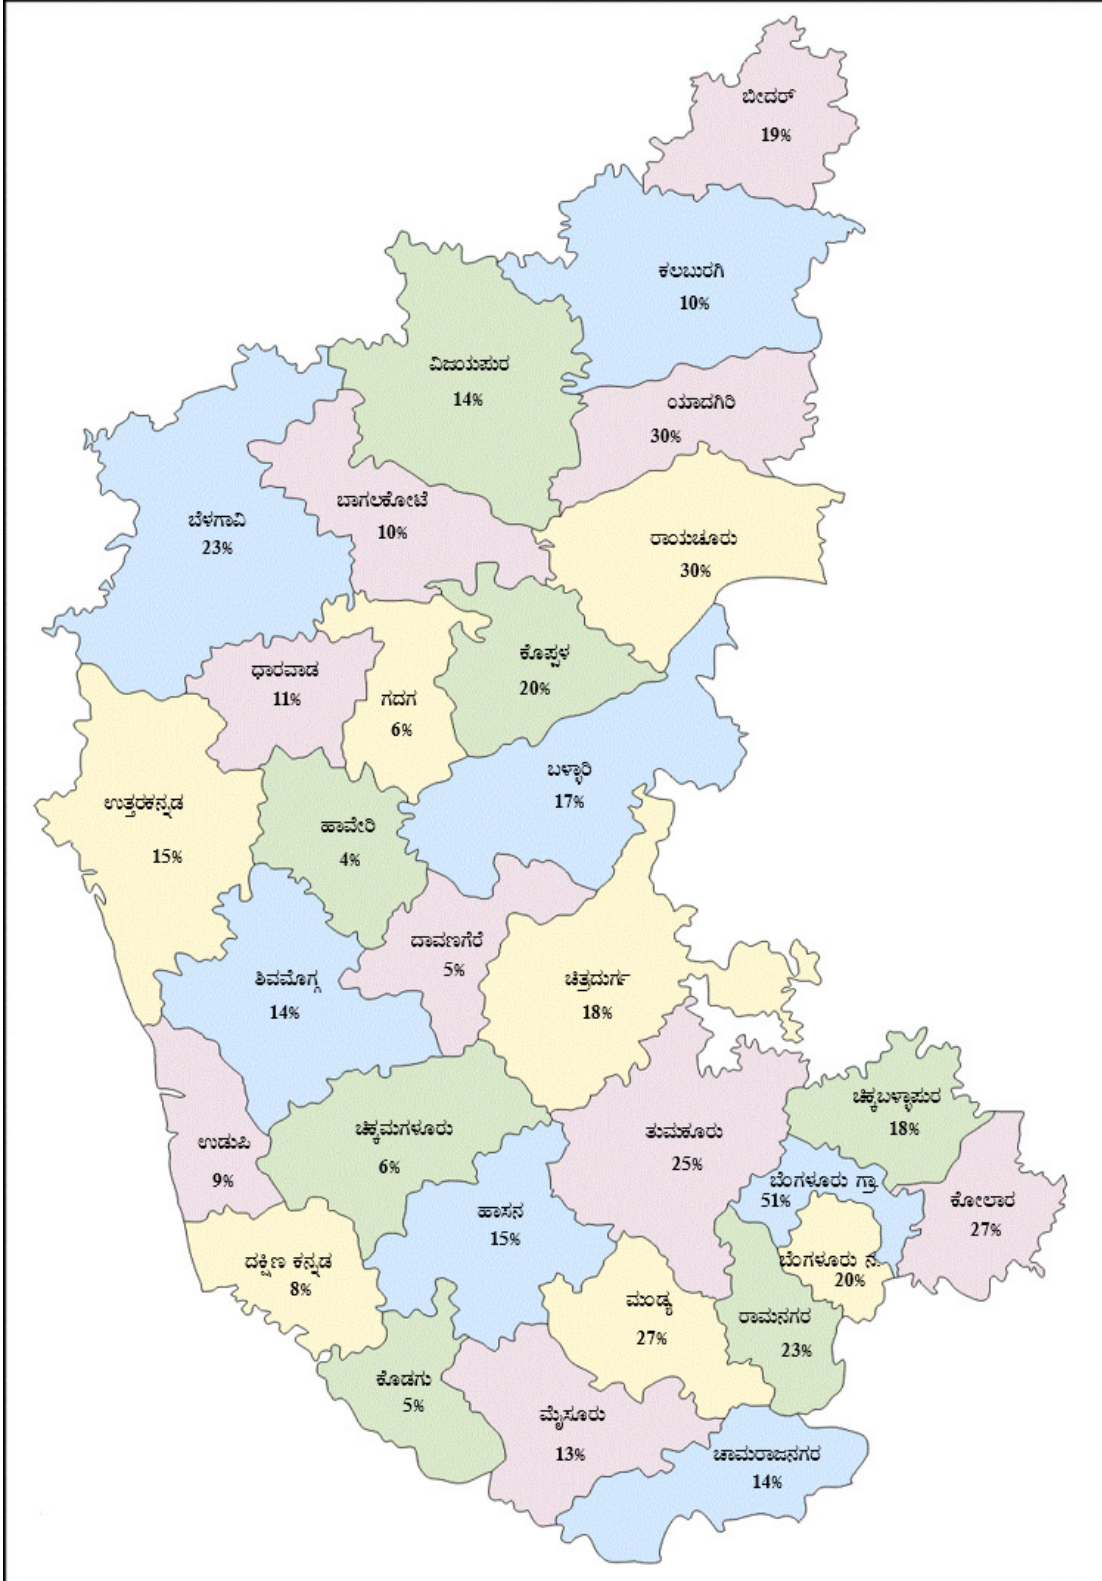 ಬೀದರ್
19%
ಕಲಬುರಗಿ
10%
ವಿಜಯಪುರ
14%
ಯಾದಗಿರಿ
30%
ಬಾಗಲಕೋಟೆ
10%
ಬೆಳಗಾವಿ
23%
ರಾಯಚೂರು
30%
ಕೊಪ್ಪಳ
20%
ಧಾರವಾಡ
11%
ಗದಗ
6%
ಬಳ್ಳಾರಿ
17%
ಉತ್ತರಕನ್ನಡ
15%
ಹಾವೇರಿ
4%
ದಾವಣಗೆರೆ
5%
ಶಿವಮೊಗ್ಗ
14%
ಚಿತ್ರದುರ್ಗ
18%
ಚಿಕ್ಕಬಳ್ಳಾಪುರ
18%
ಉಡುಪಿ
9%
ಚಿಕ್ಕಮಗಳೂರು
6%
ತುಮಕೂರು
25%
ಬೆಂಗಳೂರು ಗ್ರಾ.
51%
ಕೋಲಾರ
27%
ಹಾಸನ
15%
ದಕ್ಷಿಣ ಕನ್ನಡ
8%
ಬೆಂಗಳೂರು ನ.
20%
ಮಂಡ್ಯ
27%
ರಾಮನಗರ
23%
ಕೊಡಗು
5%
ಮೈಸೂರು
13%
ಚಾಮರಾಜನಗರ
14%